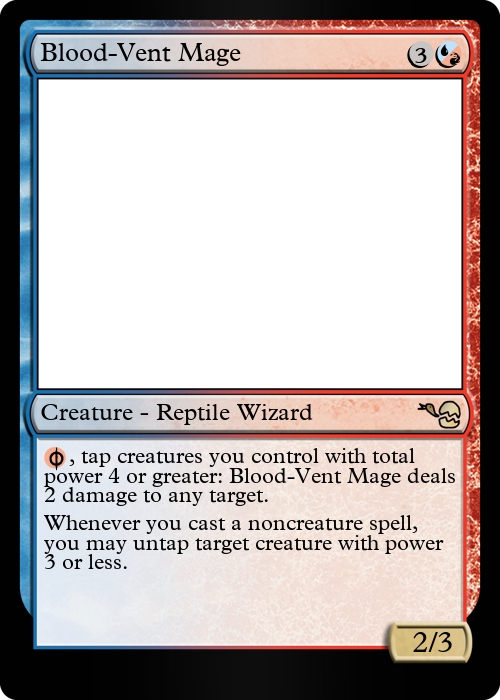 Blood-Vent Mage 3
Creature - Reptile Wizard
Φ, tap creatures you control with total
power 4 or greater: Blood-Vent Mage deals
2 damage to any target.
Whenever you cast a noncreature spell,
you may untap target creature with power
3 or less.
2/3